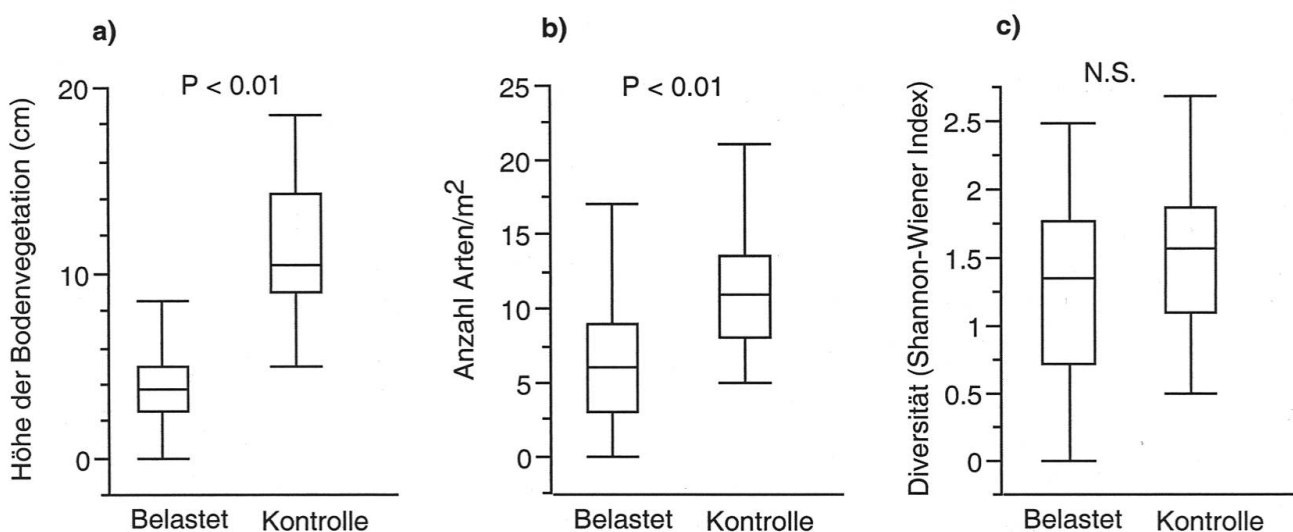 a)
P < 0.01
Höhe der Bodenvegetation (cm)
20
10
0
Belastet
Kontrolle
b)
P < 0.01
Anzahl Arten/m²
25
20
15
10
5
0
Belastet
Kontrolle
c)
N.S.
Diversität (Shannon-Wiener Index)
2.5
2
1.5
1
0.5
0
Belastet
Kontrolle